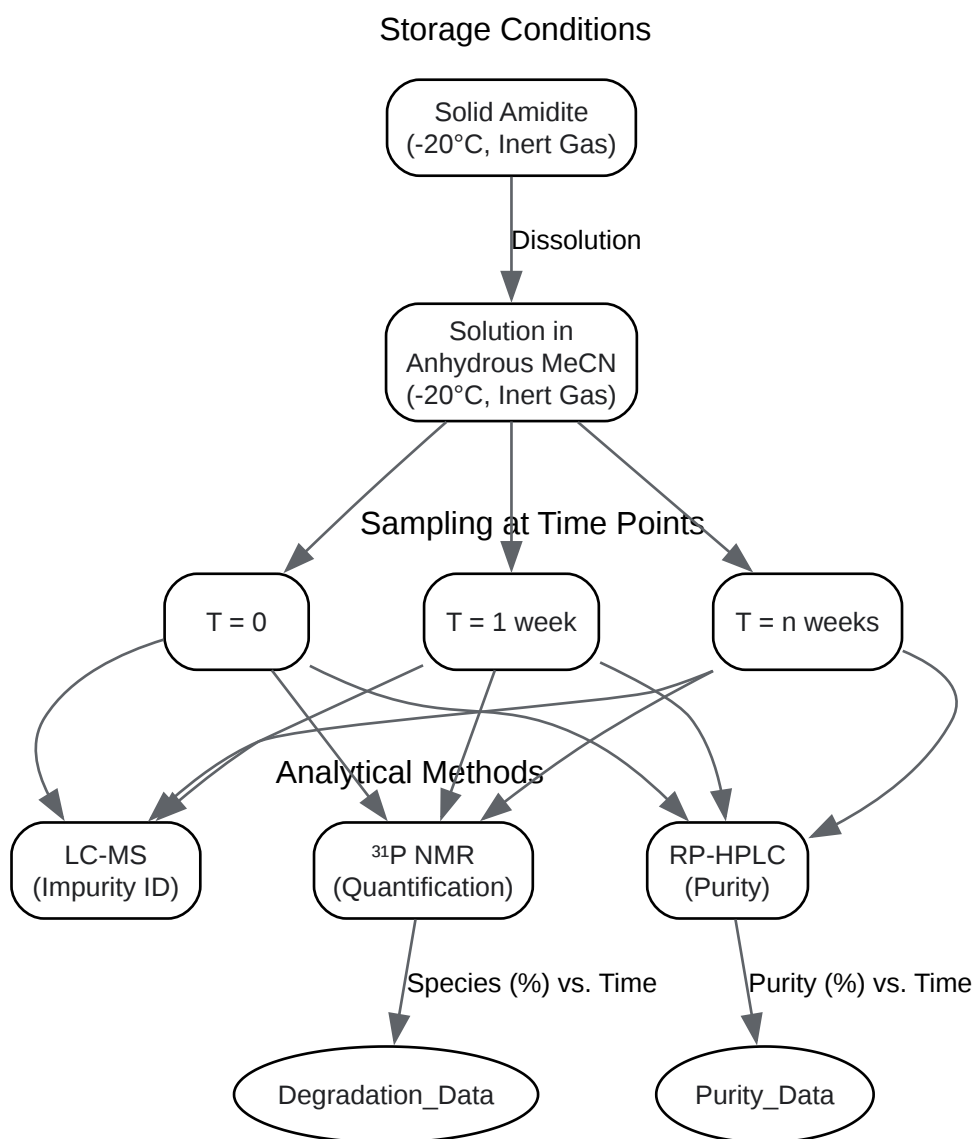 Storage Conditions
Solid Amidite
(-20°C, Inert Gas)
Dissolution
Solution in
Anhydrous MeCN
(-20°C, Inert Gas)
Sampling at Time Points
T = 0
T = 1 week
T = n weeks
Analytical Methods
LC-MS
(Impurity ID)
³¹P NMR
(Quantification)
RP-HPLC
(Purity)
Species (%) vs. Time
Purity (%) vs. Time
Degradation_Data
Purity_Data